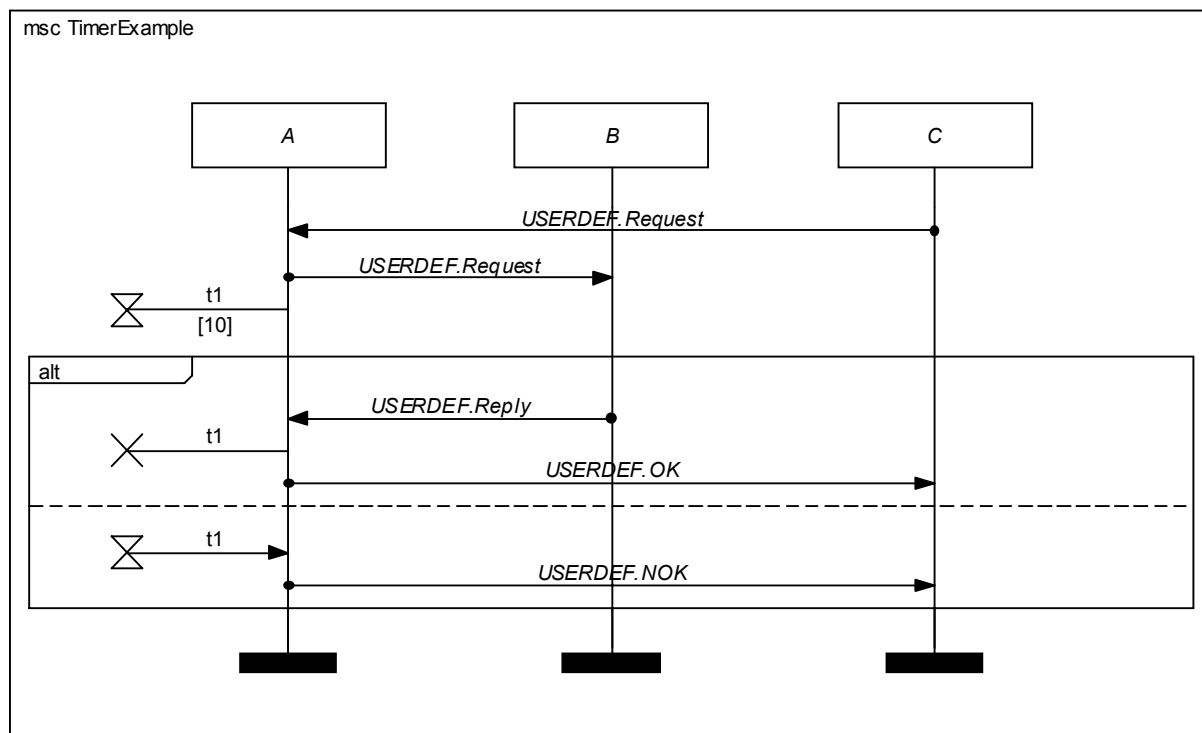 msc TimerExample
A B C
USERDEF.Request
USERDEF.Request
t1
[10]
alt
USERDEF.Reply
t1
USERDEF.OK
t1
USERDEF.NOK